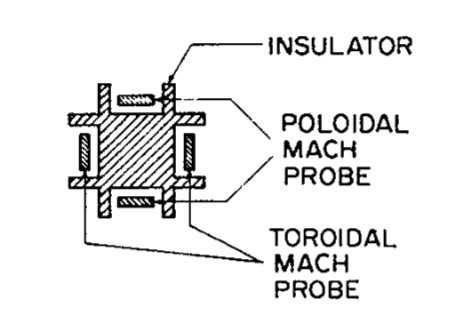 INSULATOR
POLOIDAL
MACH
PROBE
TOROIDAL
MACH
PROBE